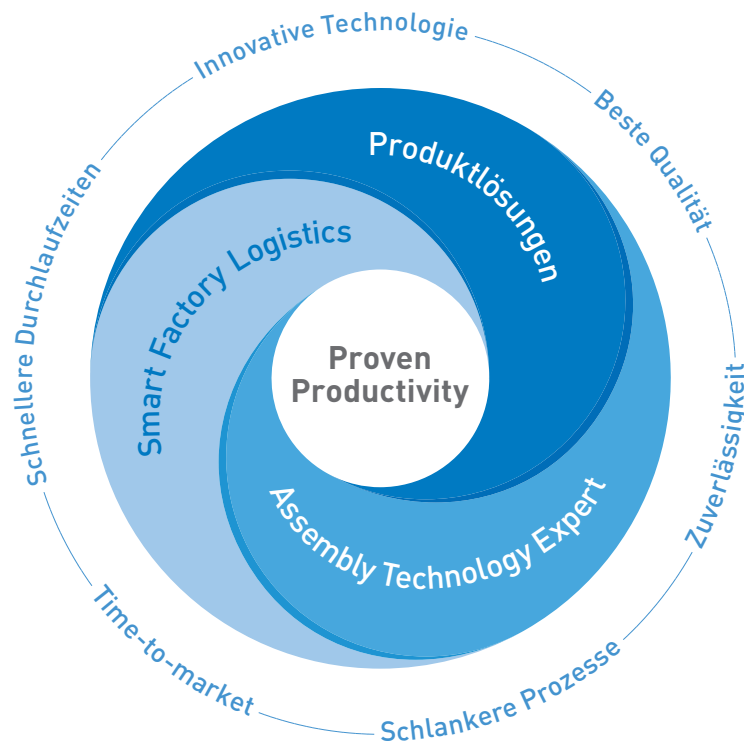 Innovative Technologie
Beste Qualität
Zuverlässigkeit
Schlankere Prozesse
Time-to-market
Schnellere Durchlaufzeiten
Produktlösungen
Assembly Technology Expert
Smart Factory Logistics
Proven
Productivity